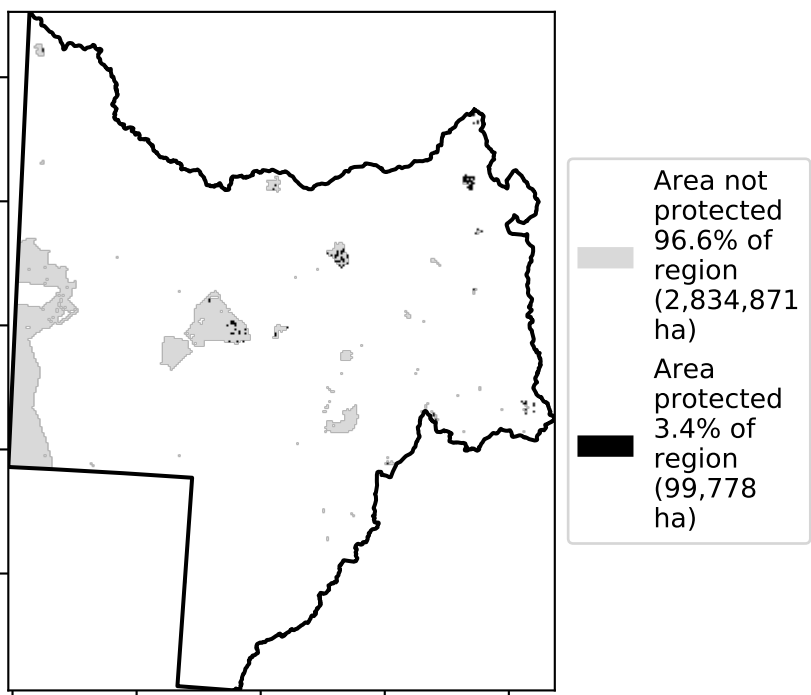 Area not
protected
96.6% of
region
(2,834,871
ha)
Area
protected
3.4% of
region
(99,778
ha)